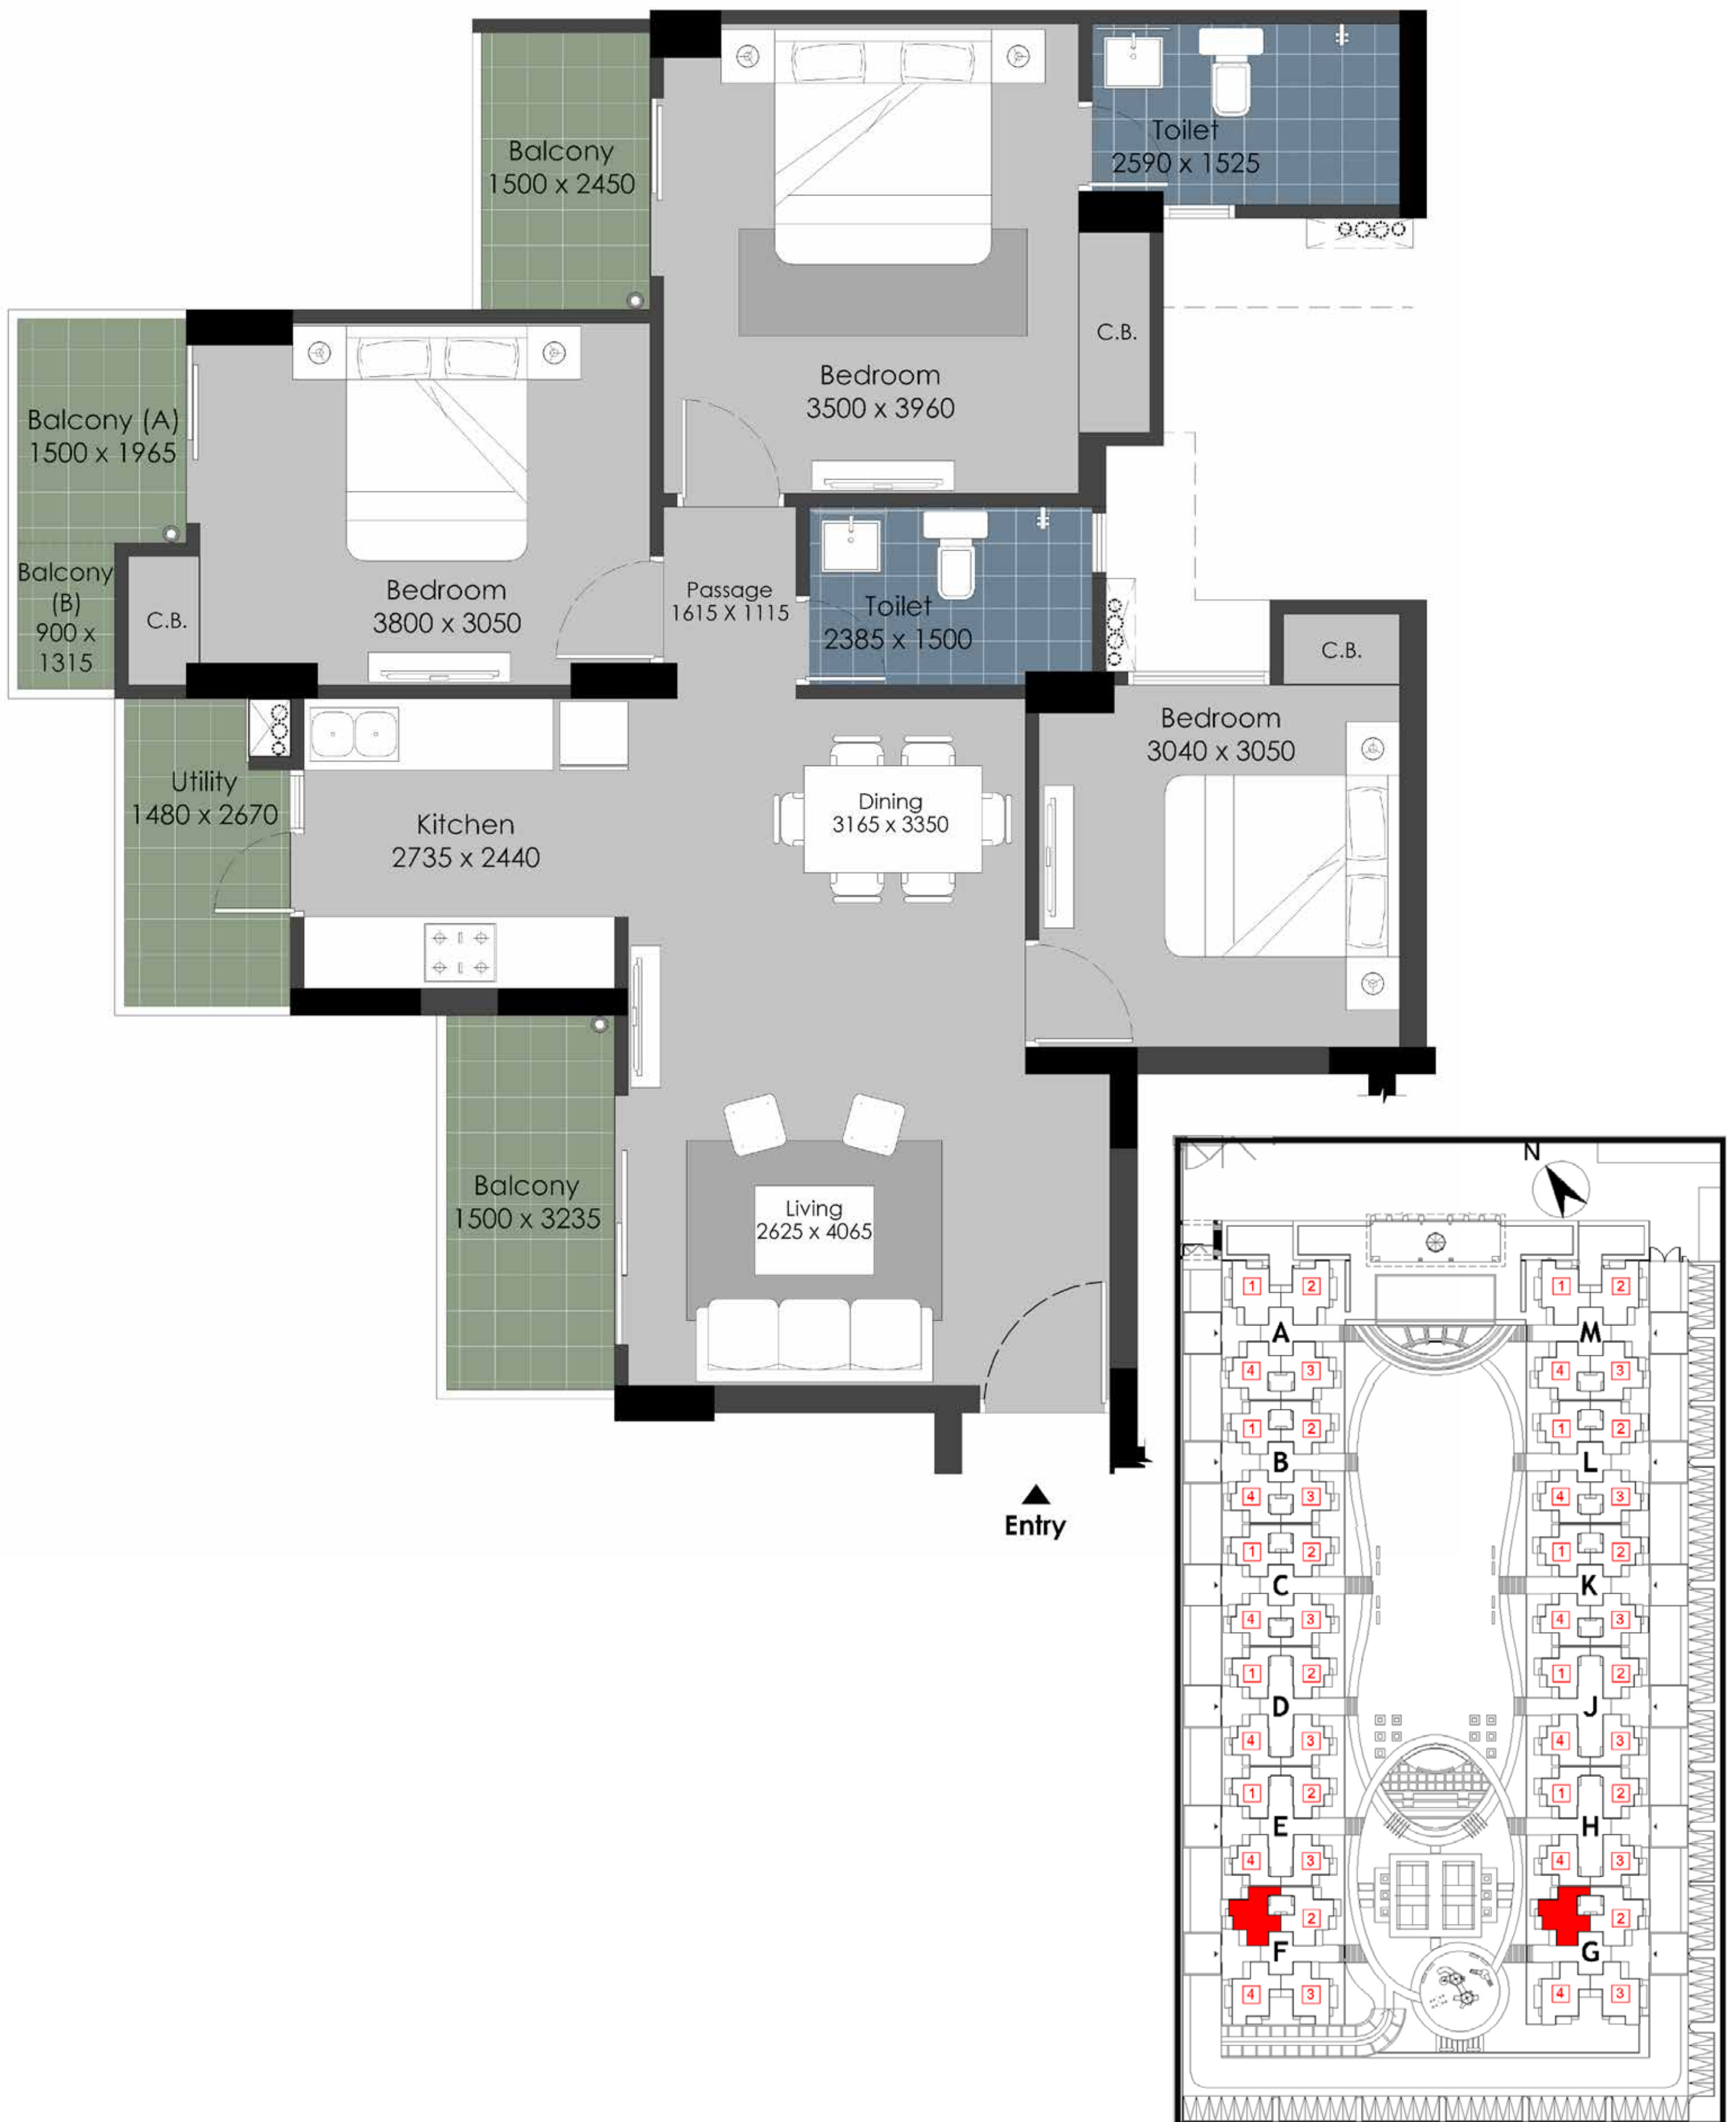 Toilet
2590 x 1525
Balcony
1500 x 2450
C.B.
Bedroom
3500 x 3960
Balcony (A)
1500 x 1965
Balcony
(B)
900 x
1315
C.B.
Bedroom
3800 x 3050
Passage
1615 X 1115
Toilet
2385 x 1500
C.B.
Bedroom
3040 x 3050
Utility
1480 x 2670
Kitchen
2735 x 2440
Dining
3165 x 3350
Balcony
1500 x 3235
Living
2625 x 4065
Entry
N
1 2 1 2
A M
4 3 4 3
1 2 1 2
B L
4 3 4 3
1 2 1 2
C K
4 3 4 3
1 2 1 2
D J
4 3 4 3
1 2 1 2
E H
4 3 4 3
2 2
F G
4 3 4 3